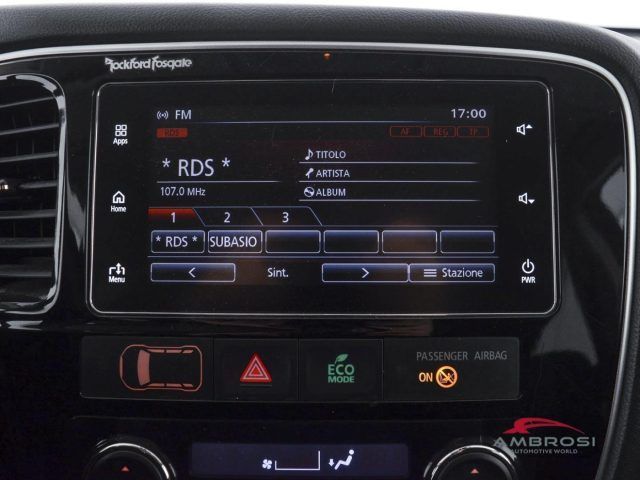 Rockford Fosgate
FM 17:00
RDS AF REG TP
* RDS *
107.0 MHz
TITOLO
ARTISTA
ALBUM
1 2 3
* RDS * SUBASIO
< Sint. > Stazione
Apps
Home
Menu
PWR
ECO MODE
PASSENGER AIRBAG
ON
AMBROSI
AUTOMOTIVE WORLD